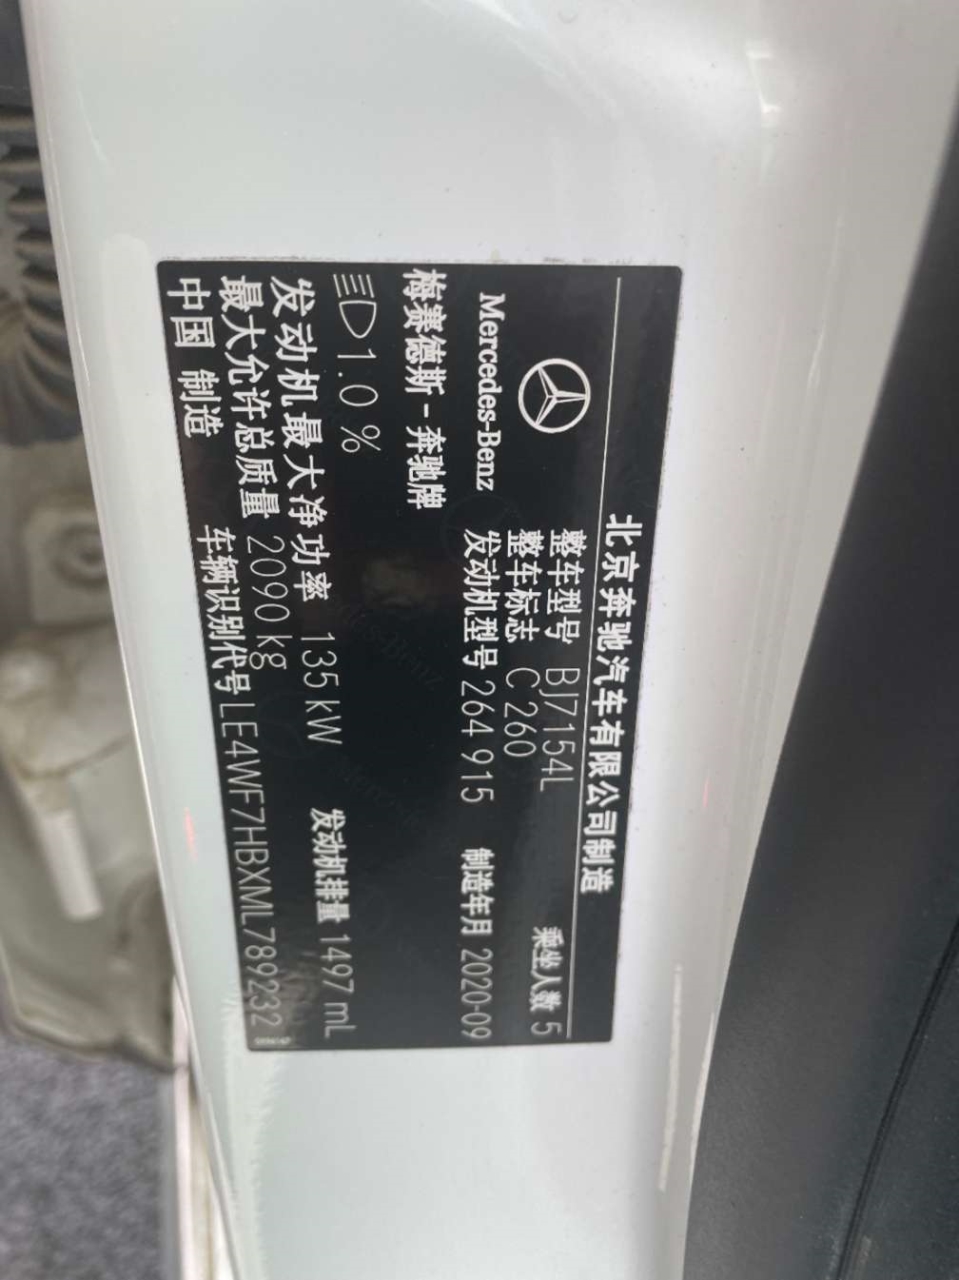 北京奔驰汽车有限公司制造
Mercedes-Benz
梅赛德斯-奔驰牌
整车型号 BJ7154L 乘坐人数 5
整车标志 C 260
发动机型号 264 915 制造年月 2020-09
1.0 %
发动机最大净功率 135 kW 发动机排量 1497 mL
最大允许总质量 2090 kg
中国 制造 车辆识别代号 LE4WF7HBXML789232